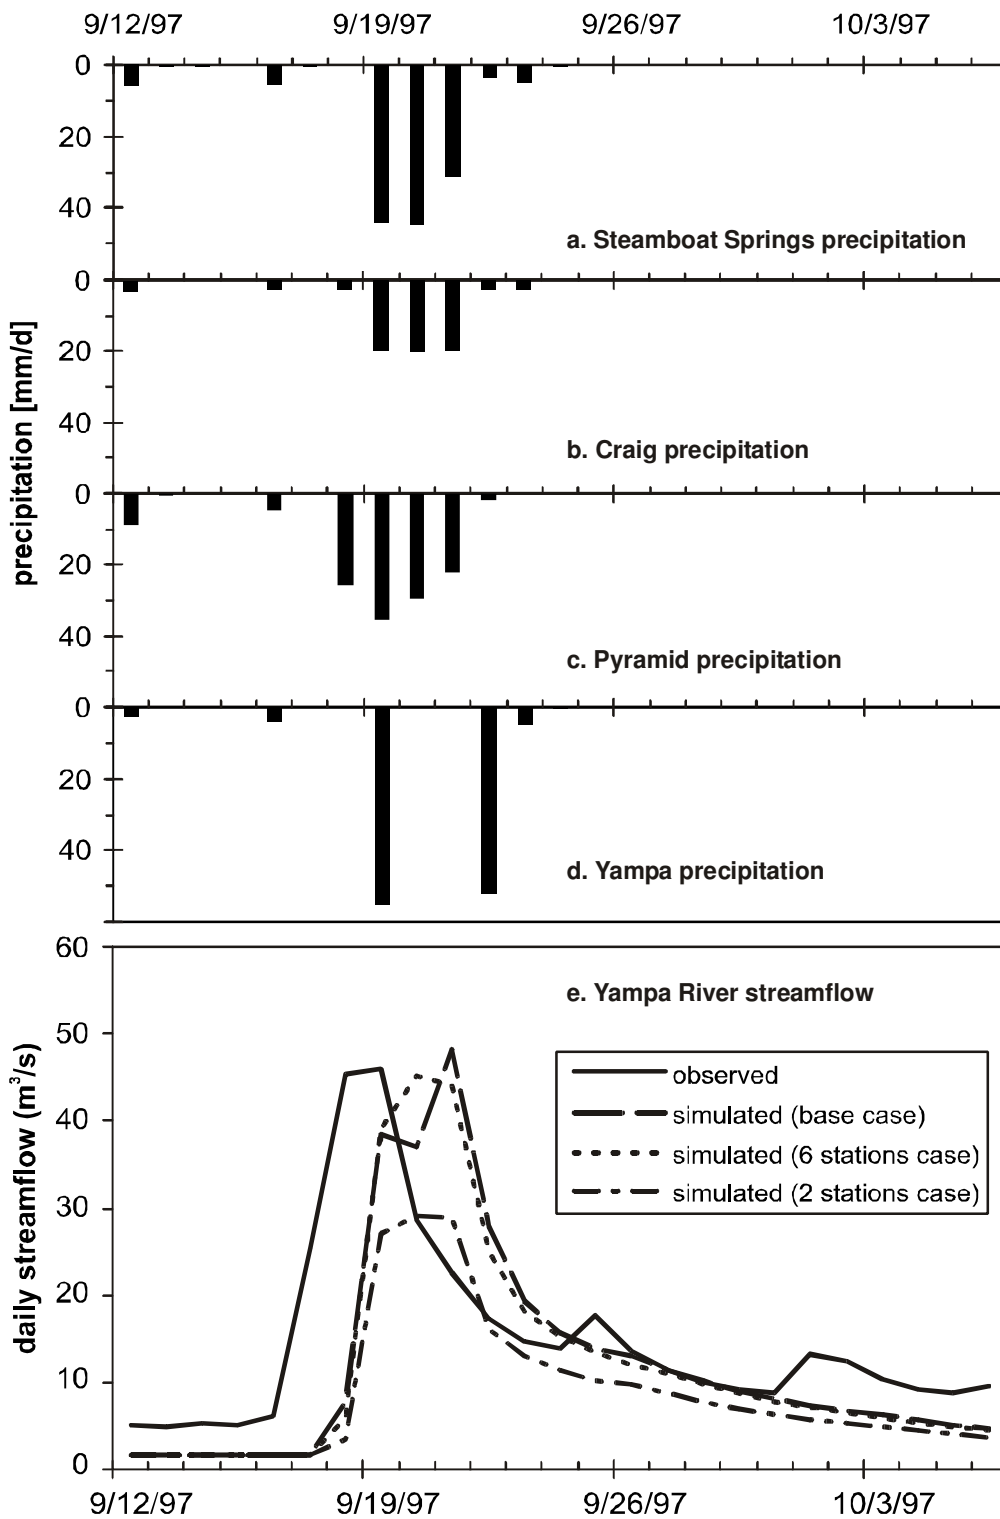 9/12/97 9/19/97 9/26/97 10/3/97
precipitation [mm/d]
0
20
40
a. Steamboat Springs precipitation
0
20
40
b. Craig precipitation
0
20
40
c. Pyramid precipitation
0
20
40
d. Yampa precipitation
daily streamflow (m³/s)
60
50
40
30
20
10
0
e. Yampa River streamflow
observed
simulated (base case)
simulated (6 stations case)
simulated (2 stations case)
9/12/97 9/19/97 9/26/97 10/3/97